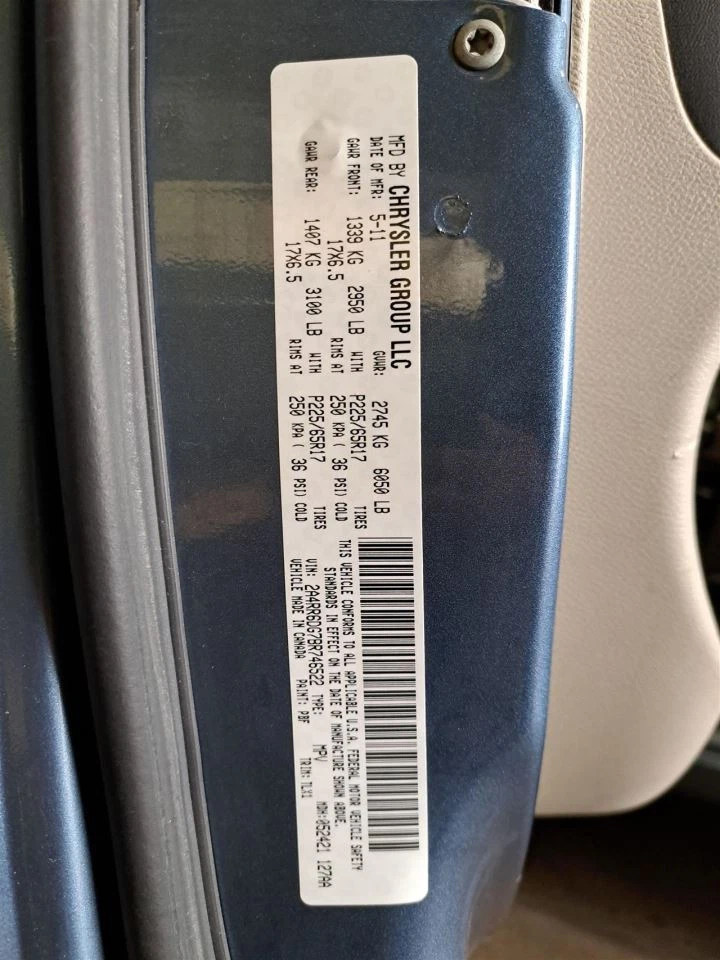 MFD BY CHRYSLER GROUP LLC
DATE OF MFR: 5-11 GVWR: 2745 KG 6050 LB
GAWR FRONT: 1339 KG 2950 LB WITH P225/65R17 TIRES
17X6.5 RIMS AT 250 KPA ( 36 PSI) COLD
GAWR REAR: 1407 KG 3100 LB WITH P225/65R17 TIRES
17X6.5 RIMS AT 250 KPA ( 36 PSI) COLD
THIS VEHICLE CONFORMS TO ALL APPLICABLE U.S.A. FEDERAL MOTOR VEHICLE SAFETY
STANDARDS IN EFFECT ON THE DATE OF MANUFACTURE SHOWN ABOVE.
VIN: 2A4RR6DG7BR746522 TYPE: MPV MDH:052421 127AA
VEHICLE MADE IN CANADA PAINT: PBF TRIM:TLX1